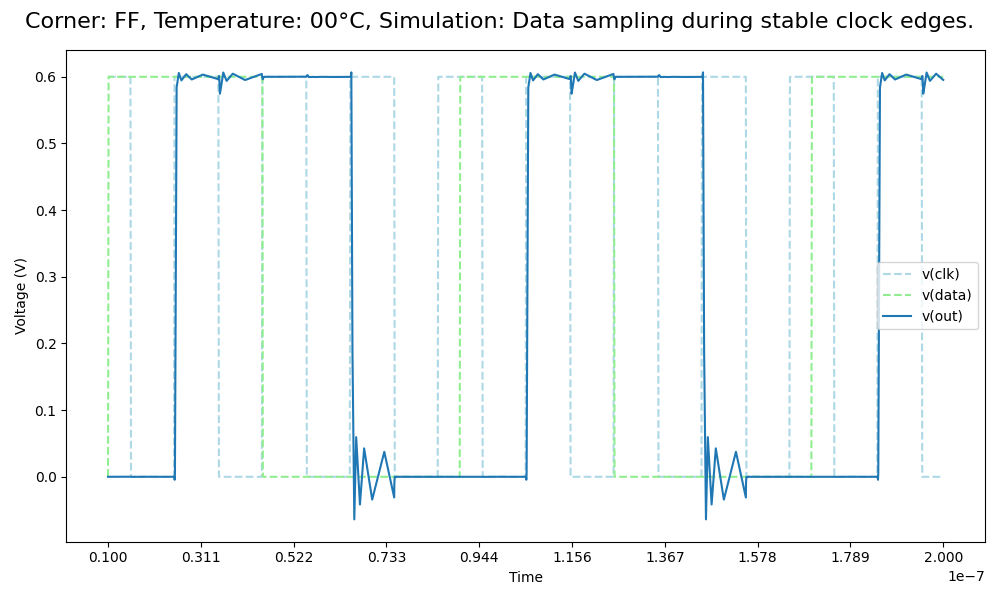 Corner: FF, Temperature: 00°C, Simulation: Data sampling during stable clock edges.
Voltage (V)
0.6
0.5
0.4
0.3
0.2
0.1
0.0
v(clk)
v(data)
v(out)
0.100 0.311 0.522 0.733 0.944 1.156 1.367 1.578 1.789 2.000
Time
1e−7